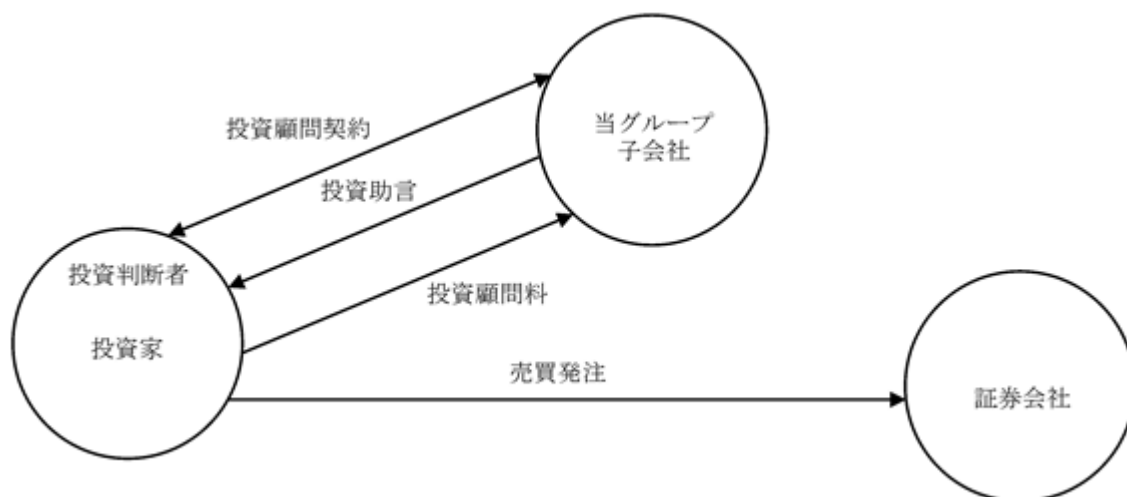 当グループ
子会社
投資顧問契約
投資助言
投資判断者
投資顧問料
投資家
売買発注
証券会社